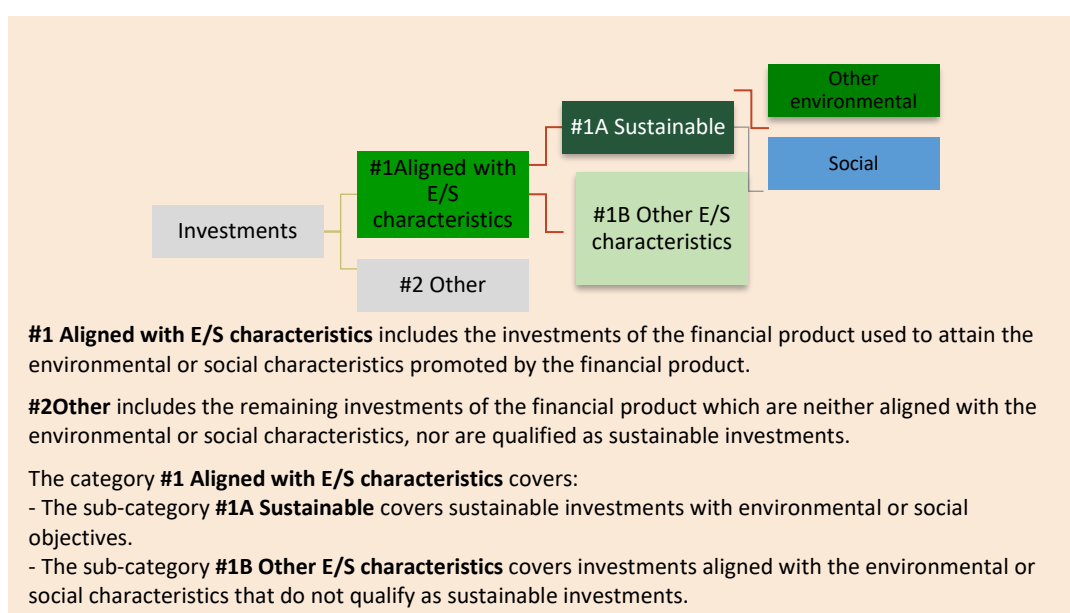 Other
environmental
#1A Sustainable
Social
#1Aligned with
E/S
characteristics
#1B Other E/S
characteristics
Investments
#2 Other
#1 Aligned with E/S characteristics includes the investments of the financial product used to attain the
environmental or social characteristics promoted by the financial product.
#2Other includes the remaining investments of the financial product which are neither aligned with the
environmental or social characteristics, nor are qualified as sustainable investments.
The category #1 Aligned with E/S characteristics covers:
- The sub-category #1A Sustainable covers sustainable investments with environmental or social
objectives.
- The sub-category #1B Other E/S characteristics covers investments aligned with the environmental or
social characteristics that do not qualify as sustainable investments.